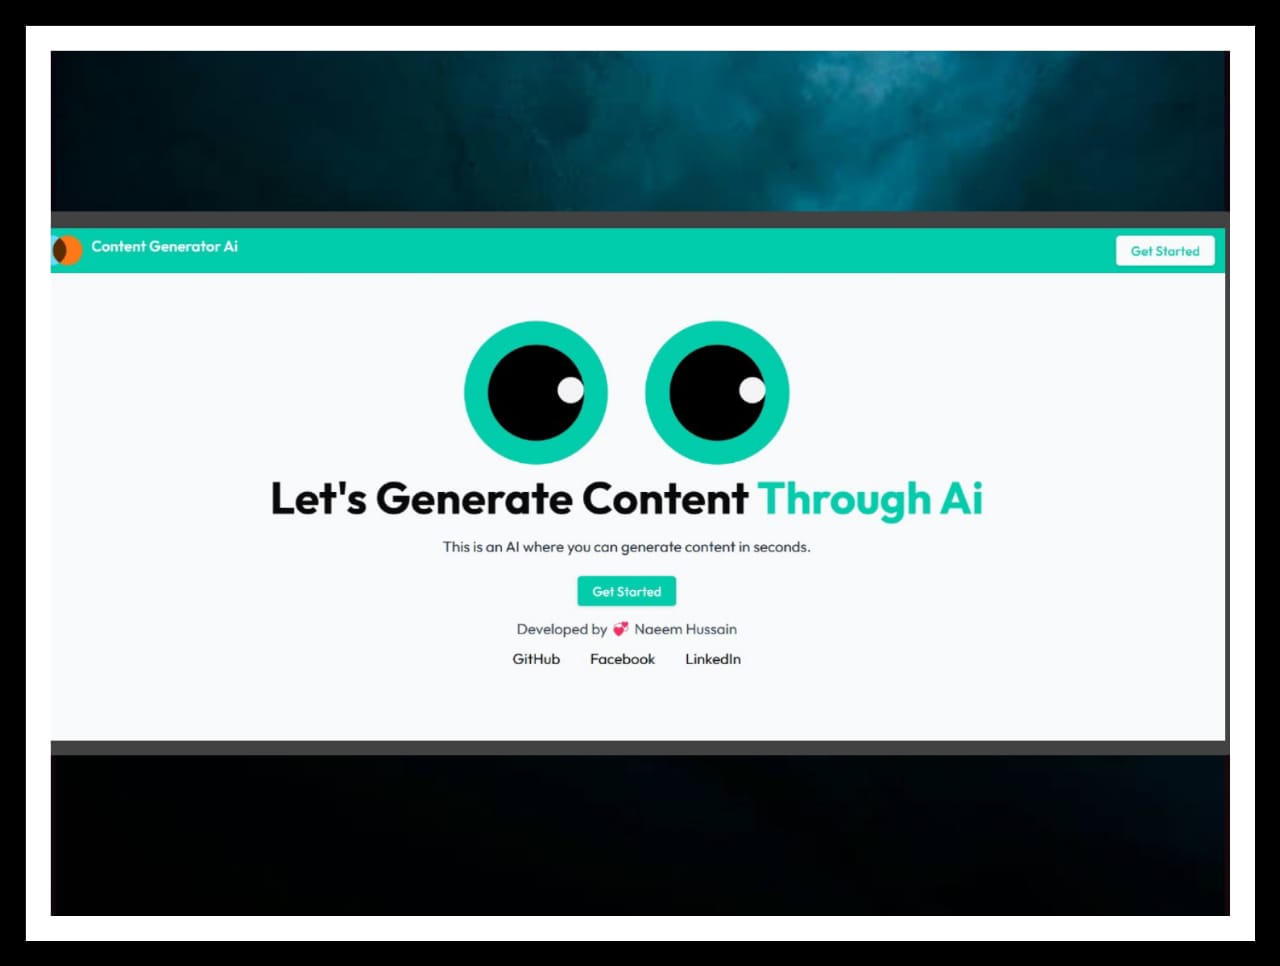 Content Generator Ai
Get Started
Let's Generate Content Through Ai
This is an AI where you can generate content in seconds.
Get Started
Developed by 💞 Naeem Hussain
GitHub Facebook LinkedIn